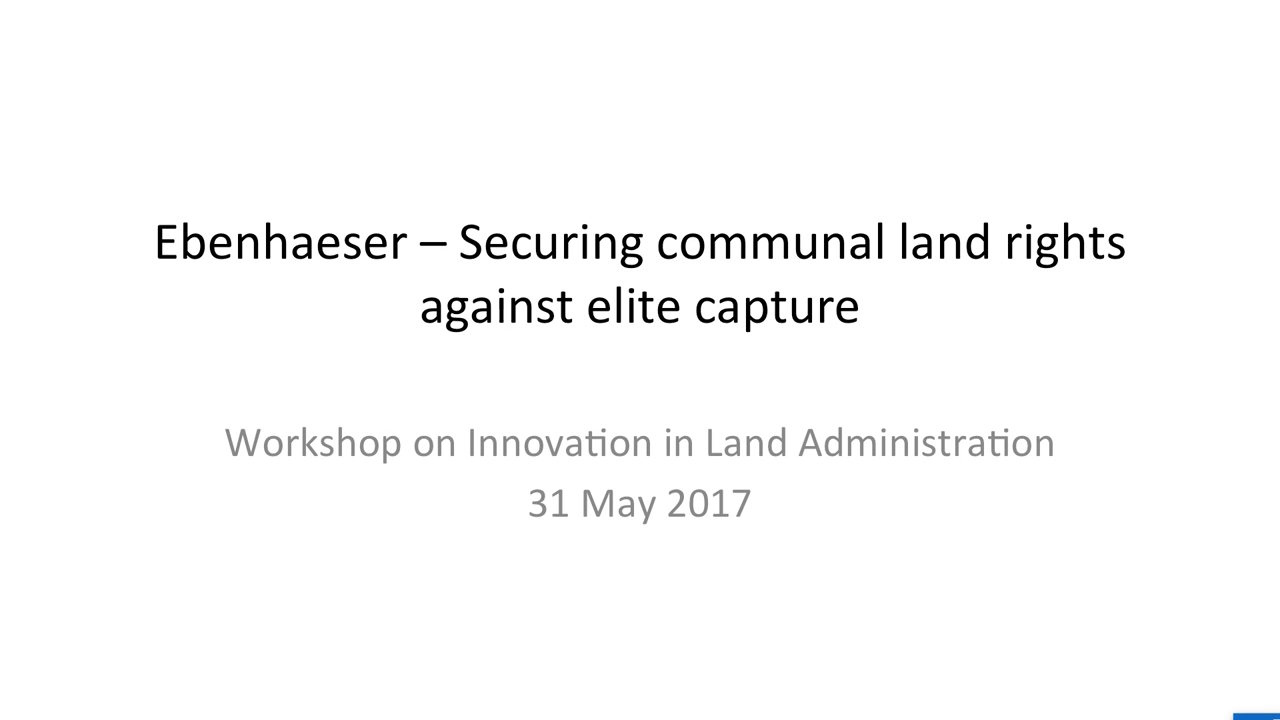 Ebenhaeser – Securing communal land rights
against elite capture
Workshop on Innovation in Land Administration
31 May 2017